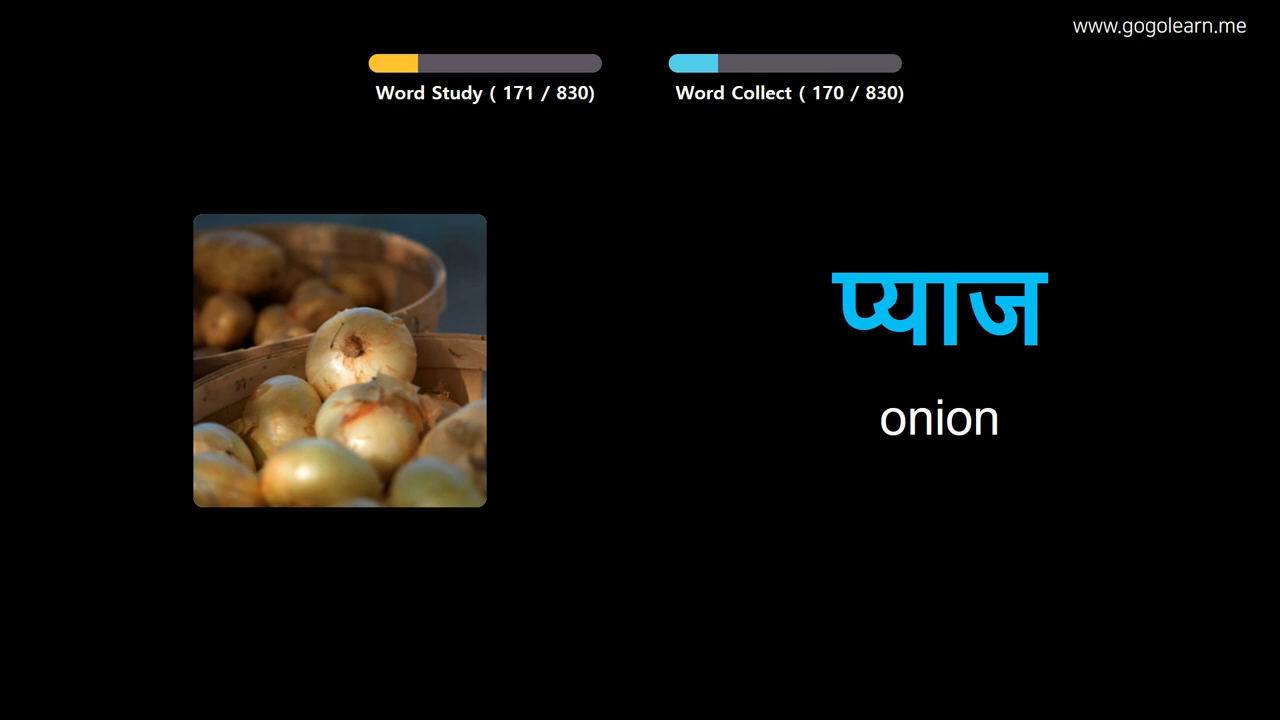 www.gogolearn.me
Word Study ( 171 / 830)
Word Collect ( 170 / 830)
प्याज
onion